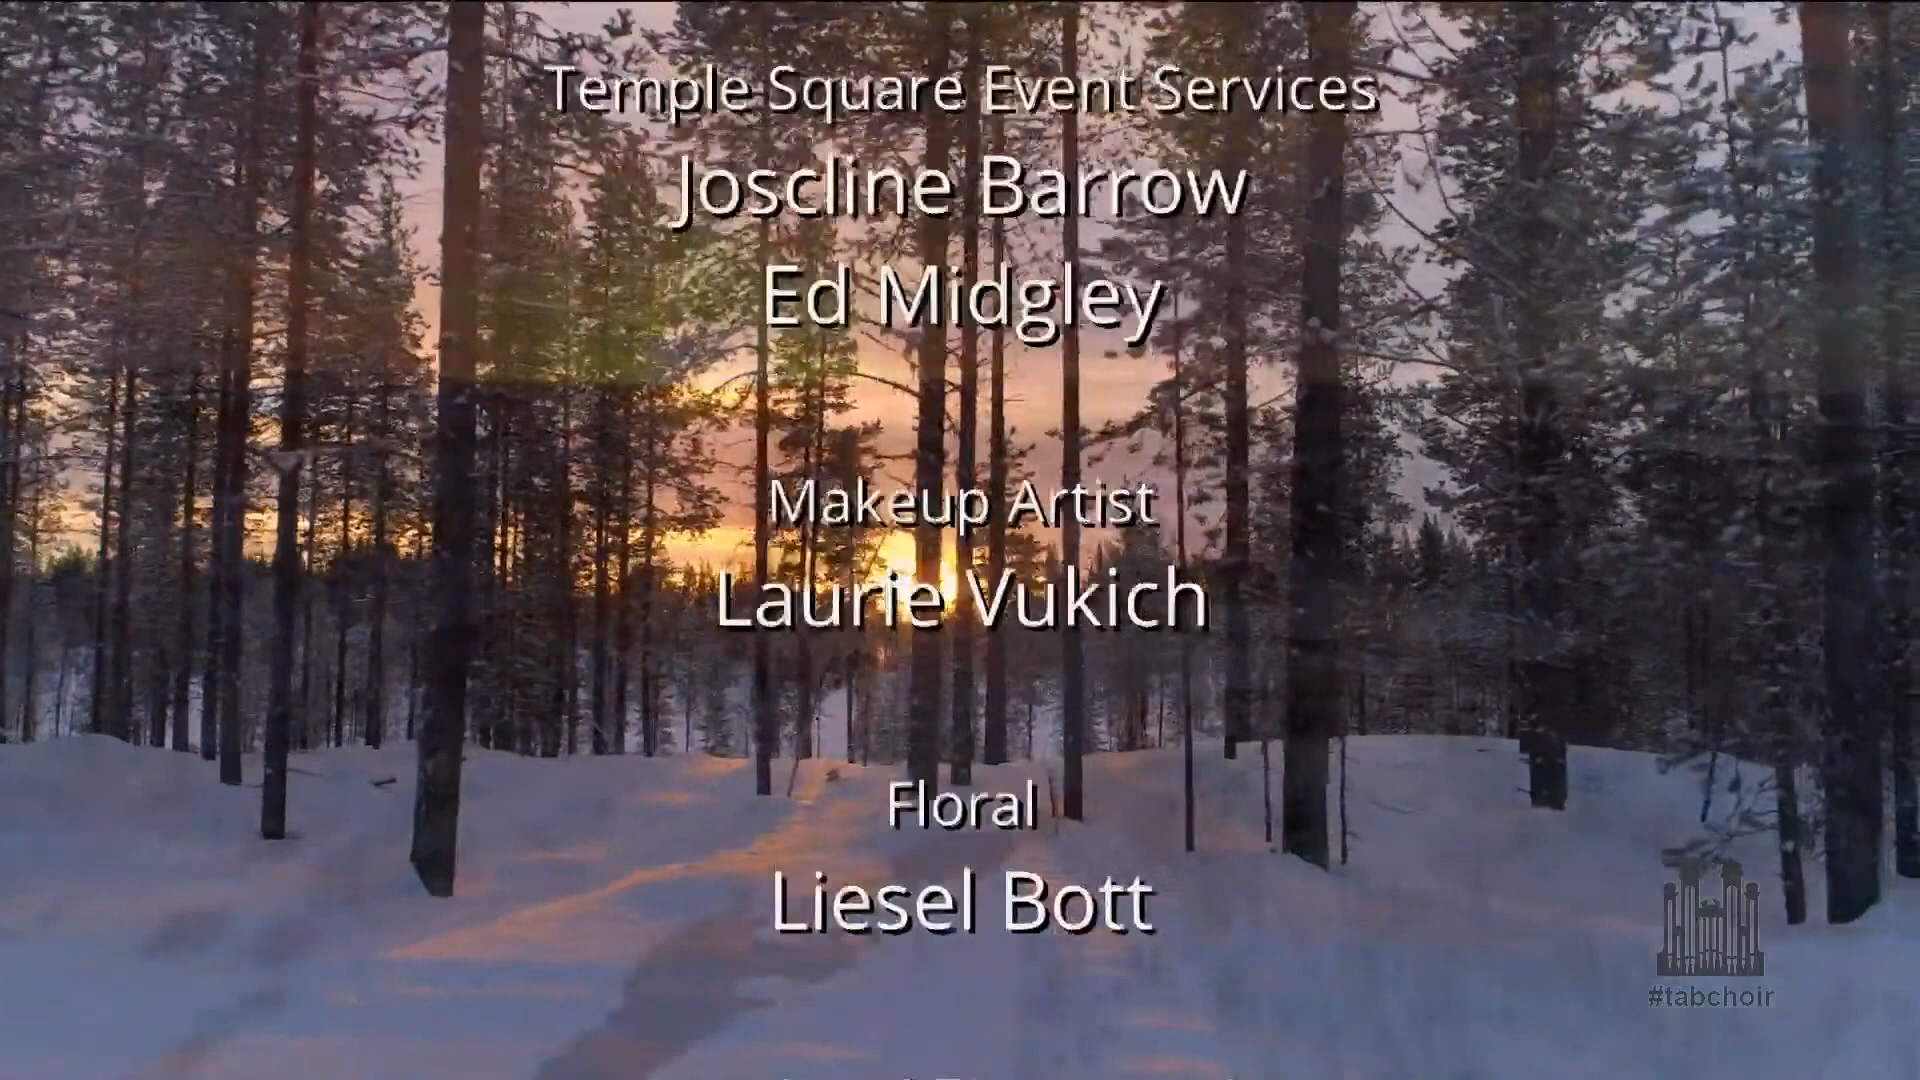 Temple Square Event Services
Joscline Barrow
Ed Midgley
Makeup Artist
Laurie Vukich
Floral
Liesel Bott
#tabchoir